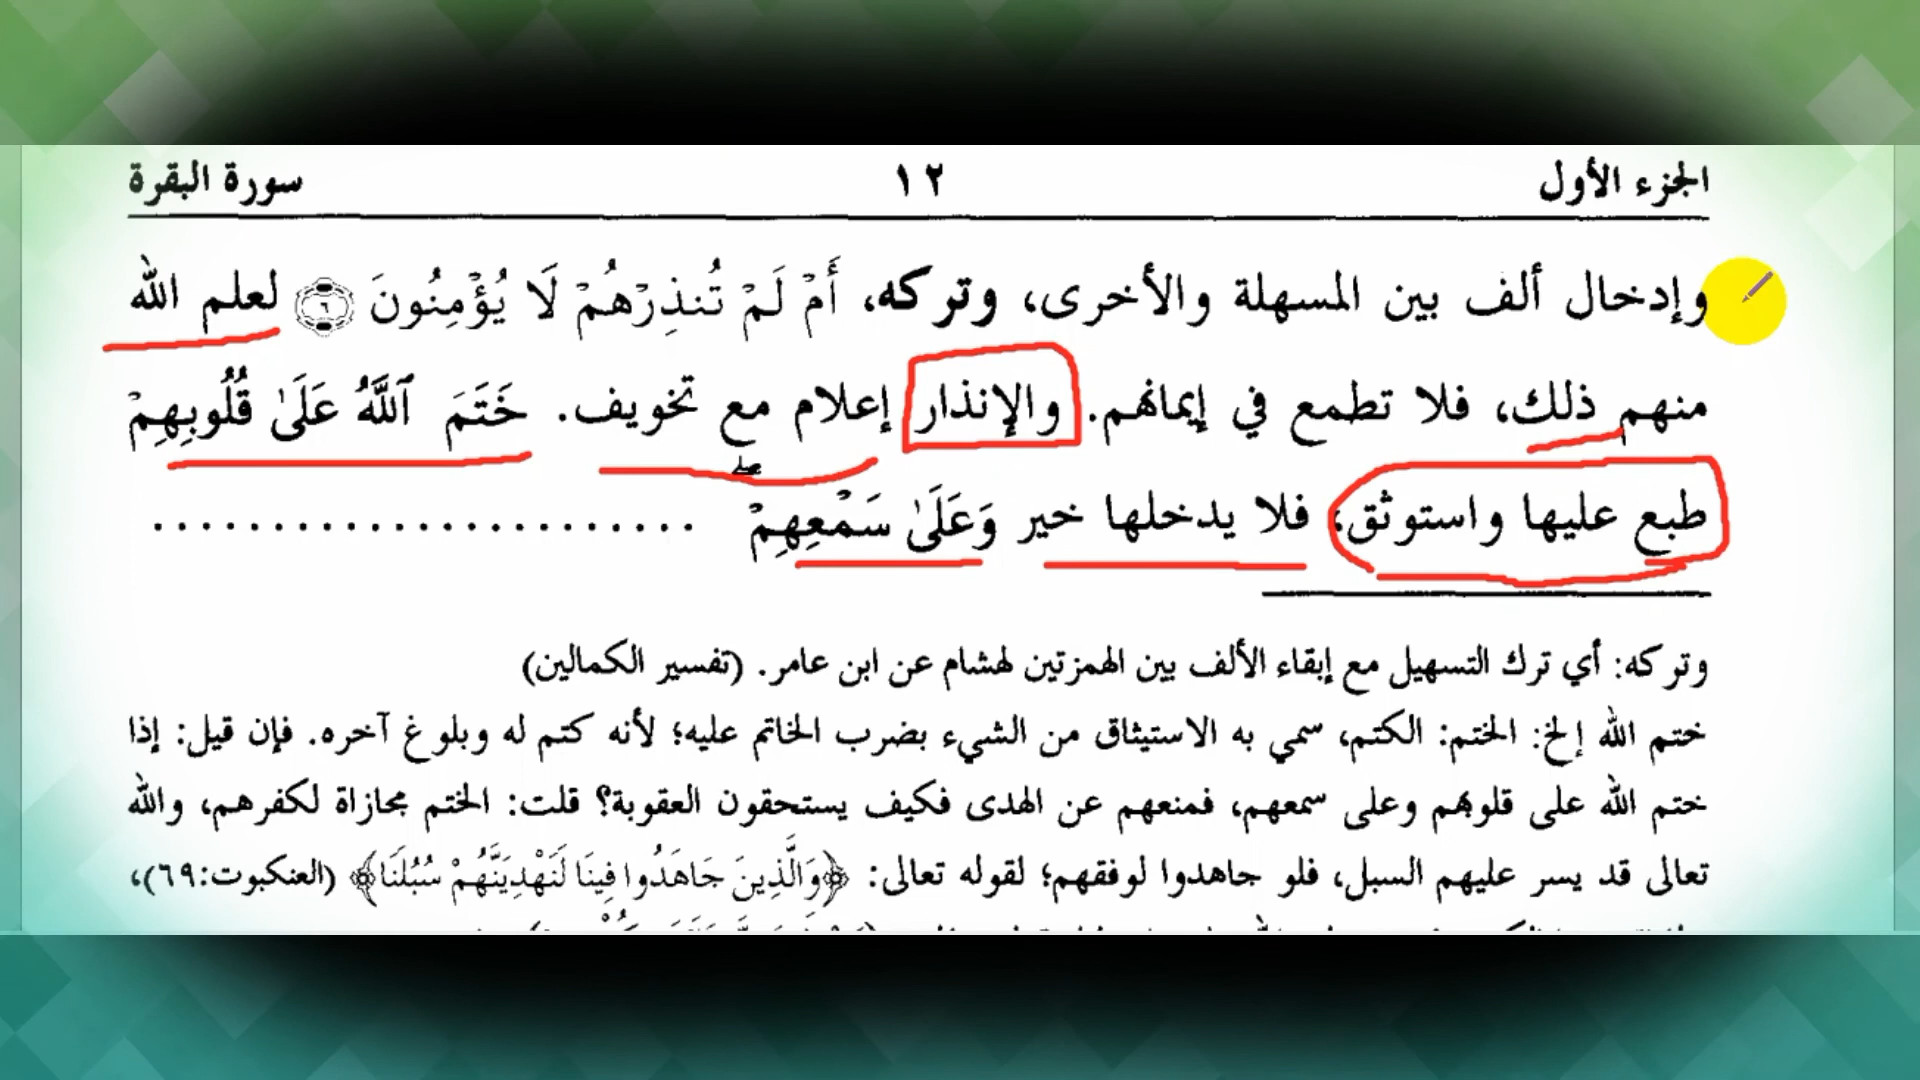 الجزء الأول ١٢ سورة البقرة
وإدخال ألف بين المسهلة والأخرى، وتركه، أَمْ لَمْ تُنذِرْهُمْ لَا يُؤْمِنُونَ ۝٦ لعلم الله
منهم ذلك، فلا تطمع في إيمانهم. والإنذار إعلام مع تخويف. خَتَمَ ٱللَّهُ عَلَىٰ قُلُوبِهِمْ
طبع عليها واستوثق، فلا يدخلها خير وَعَلَىٰ سَمْعِهِمْ ۖ ..........................
وتركه: أي ترك التسهيل مع إبقاء الألف بين الهمزتين لهشام عن ابن عامر. (تفسير الكمالين)
ختم الله إلخ: الختم: الكتم، سمي به الاستيثاق من الشيء بضرب الخاتم عليه؛ لأنه كتم له وبلوغ آخره. فإن قيل: إذا
ختم الله على قلوبهم وعلى سمعهم، فمنعهم عن الهدى فكيف يستحقون العقوبة؟ قلت: الختم مجازاة لكفرهم، والله
تعالى قد يسر عليهم السبل، فلو جاهدوا لوفقهم؛ لقوله تعالى: ﴿وَالَّذِينَ جَاهَدُوا فِينَا لَنَهْدِيَنَّهُمْ سُبُلَنَا﴾ (العنكبوت:٦٩)،